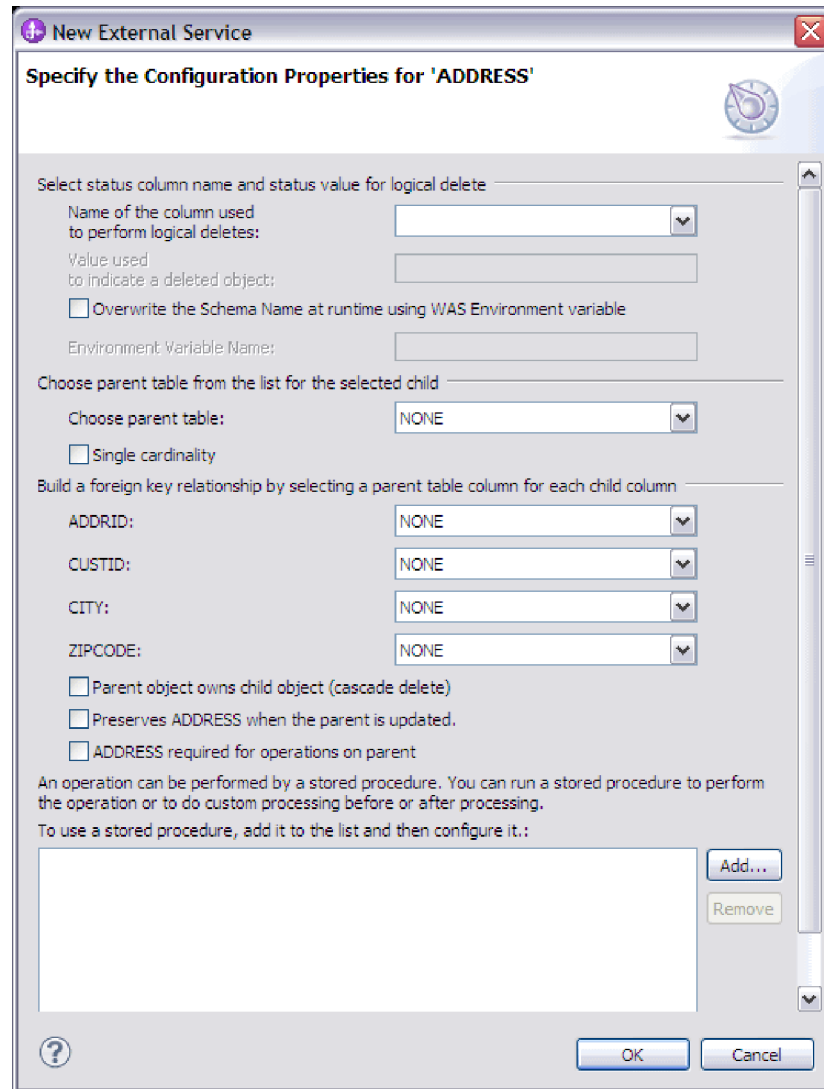 New External Service
Specify the Configuration Properties for 'ADDRESS'
Select status column name and status value for logical delete
Name of the column used
to perform logical deletes:
Value used
to indicate a deleted object:
Overwrite the Schema Name at runtime using WAS Environment variable
Environment Variable Name:
Choose parent table from the list for the selected child
Choose parent table: NONE
Single cardinality
Build a foreign key relationship by selecting a parent table column for each child column
ADDRID: NONE
CUSTID: NONE
CITY: NONE
ZIPCODE: NONE
Parent object owns child object (cascade delete)
Preserves ADDRESS when the parent is updated.
ADDRESS required for operations on parent
An operation can be performed by a stored procedure. You can run a stored procedure to perform
the operation or to do custom processing before or after processing.
To use a stored procedure, add it to the list and then configure it.:
Add...
Remove
? OK Cancel